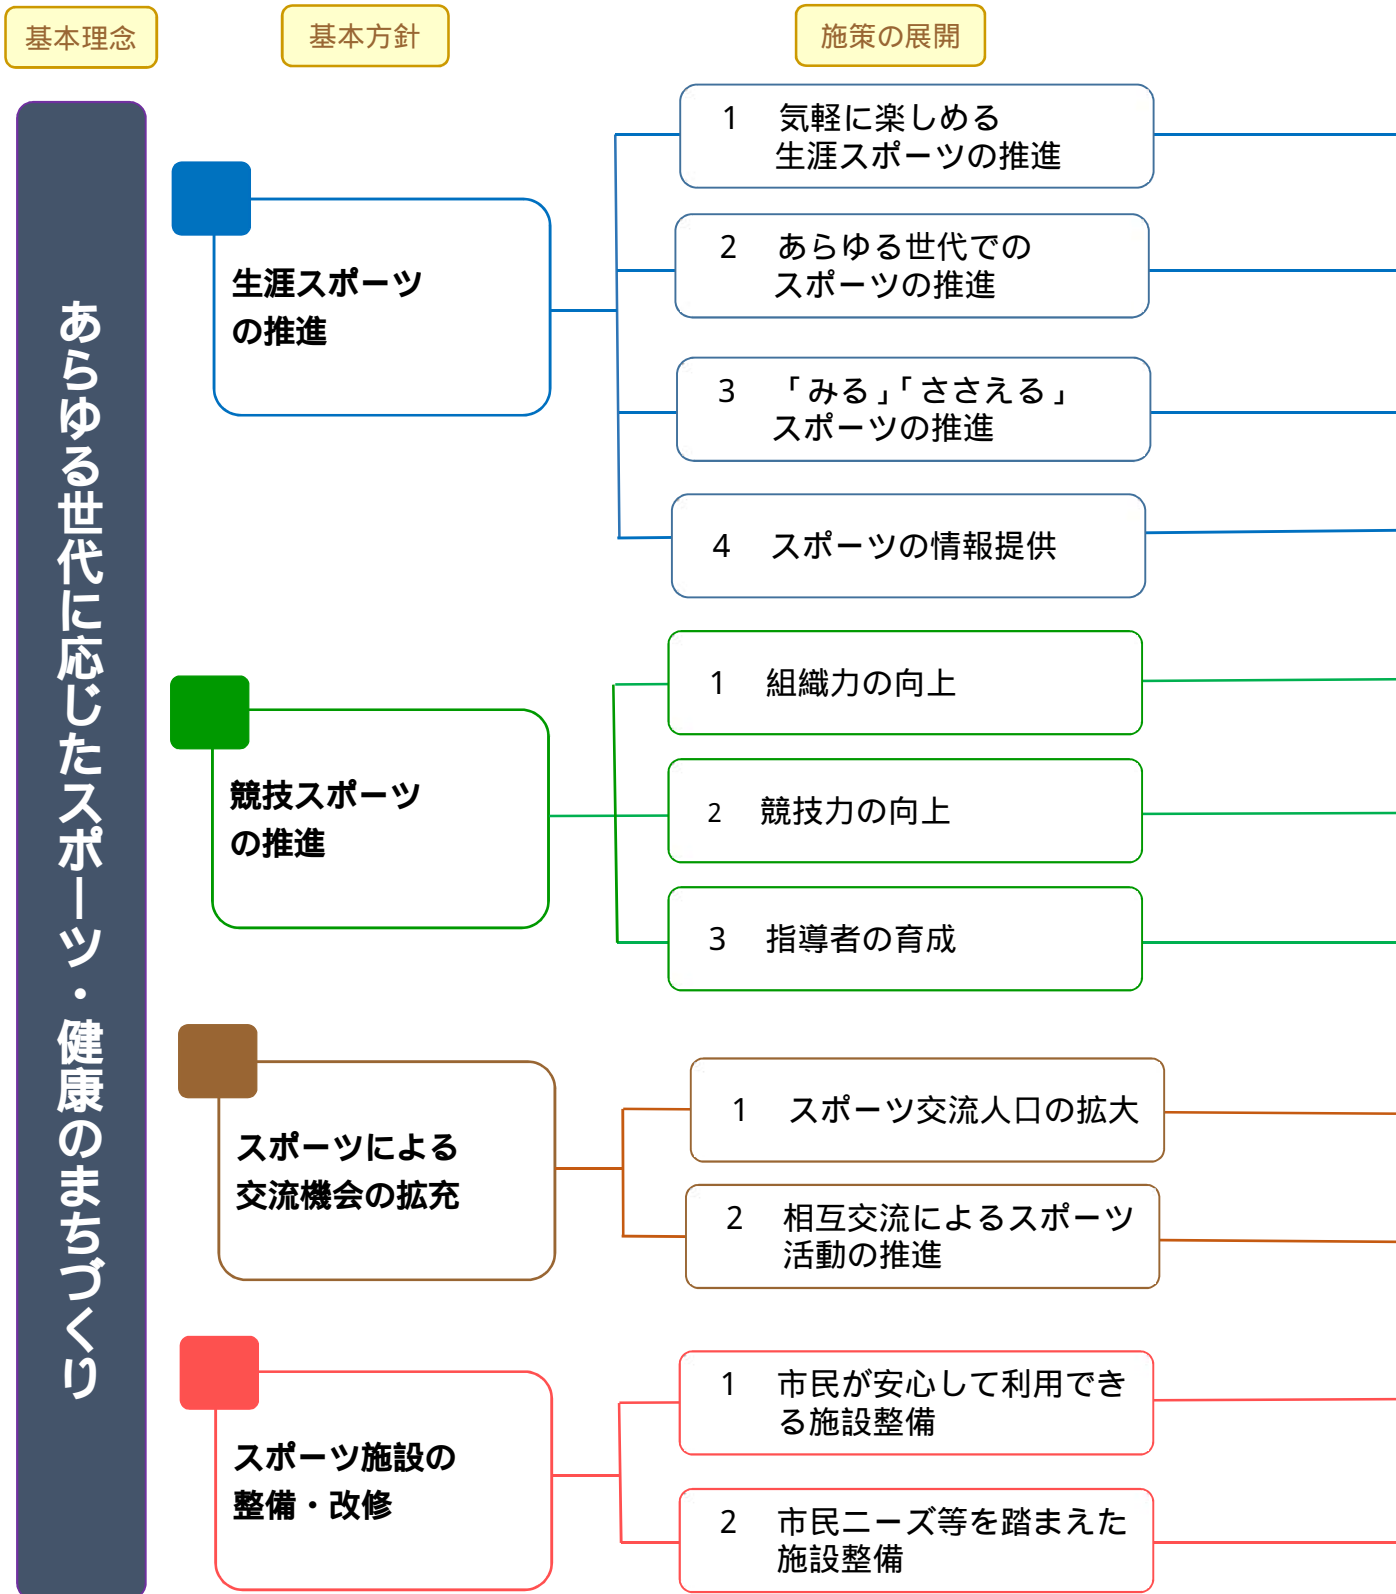 基本理念
基本方針
施策の展開
あらゆる世代に応じたスポーツ・健康のまちづくり
生涯スポーツ
の推進
1 気軽に楽しめる
生涯スポーツの推進
2 あらゆる世代での
スポーツの推進
3 「みる」「ささえる」
スポーツの推進
4 スポーツの情報提供
競技スポーツ
の推進
1 組織力の向上
2 競技力の向上
3 指導者の育成
スポーツによる
交流機会の拡充
1 スポーツ交流人口の拡大
2 相互交流によるスポーツ
活動の推進
スポーツ施設の
整備・改修
1 市民が安心して利用でき
る施設整備
2 市民ニーズ等を踏まえた
施設整備